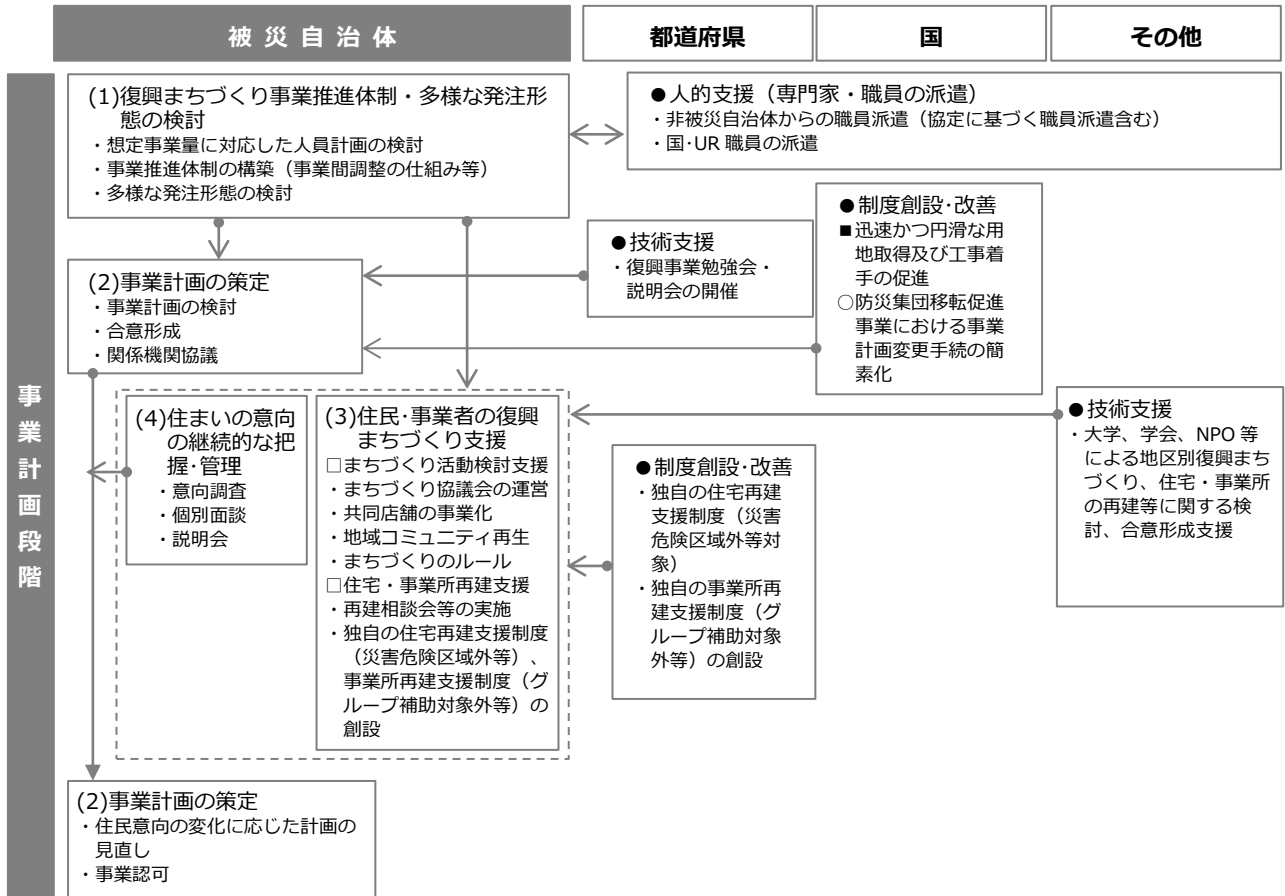 被災自治体
都道府県
国
その他
事業計画段階
(1)復興まちづくり事業推進体制・多様な発注形
態の検討
・想定事業量に対応した人員計画の検討
・事業推進体制の構築（事業間調整の仕組み等）
・多様な発注形態の検討
●人的支援（専門家・職員の派遣）
・非被災自治体からの職員派遣（協定に基づく職員派遣含む）
・国･UR 職員の派遣
(2)事業計画の策定
・事業計画の検討
・合意形成
・関係機関協議
●技術支援
・復興事業勉強会・
説明会の開催
●制度創設･改善
■迅速かつ円滑な用
地取得及び工事着
手の促進
○防災集団移転促進
事業における事業
計画変更手続の簡
素化
(4)住まいの意向
の継続的な把
握･管理
・意向調査
・個別面談
・説明会
(3)住民･事業者の復興
まちづくり支援
□まちづくり活動検討支援
・まちづくり協議会の運営
・共同店舗の事業化
・地域コミュニティ再生
・まちづくりのルール
□住宅・事業所再建支援
・再建相談会等の実施
・独自の住宅再建支援制度
（災害危険区域外等）、
事業所再建支援制度（グ
ループ補助対象外等）の
創設
●制度創設･改善
・独自の住宅再建
支援制度（災害
危険区域外等対
象）
・独自の事業所再
建支援制度（グ
ループ補助対象
外等）の創設
●技術支援
・大学、学会、NPO 等
による地区別復興まち
づくり、住宅・事業所
の再建等に関する検
討、合意形成支援
(2)事業計画の策定
・住民意向の変化に応じた計画の
見直し
・事業認可